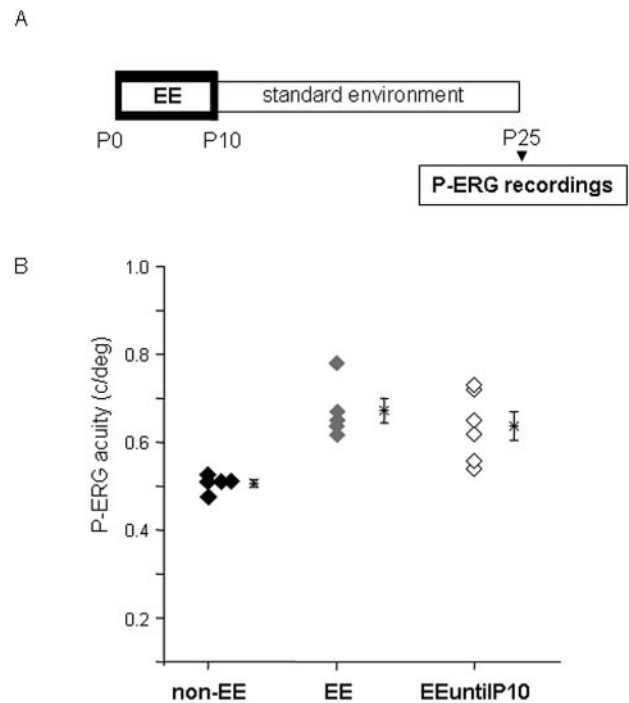 A
EE
standard environment
P0
P10
P25
P-ERG recordings
B
P-ERG acuity (c/deg)
1.0
0.8
0.6
0.4
0.2
non-EE
EE
EEuntilP10